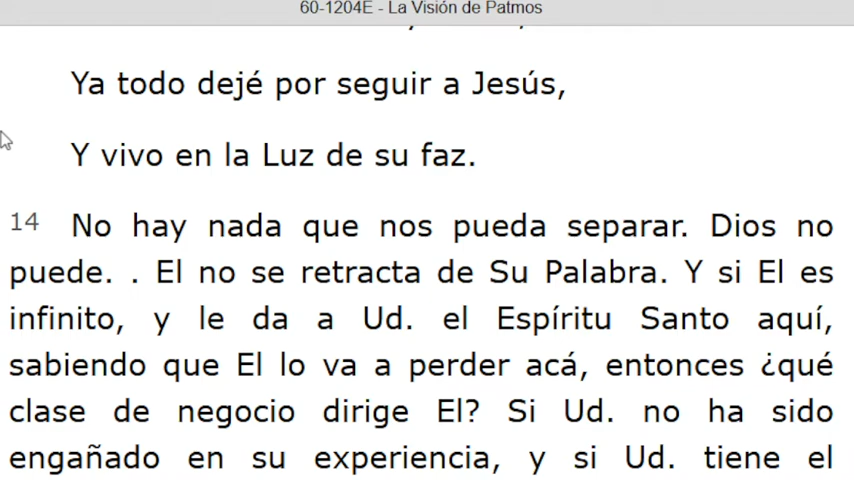 60-1204E - La Visión de Patmos
Ya todo dejé por seguir a Jesús,
Y vivo en la Luz de su faz.
14 No hay nada que nos pueda separar. Dios no
puede. . El no se retracta de Su Palabra. Y si El es
infinito, y le da a Ud. el Espíritu Santo aquí,
sabiendo que El lo va a perder acá, entonces ¿qué
clase de negocio dirige El? Si Ud. no ha sido
engañado en su experiencia, y si Ud. tiene el